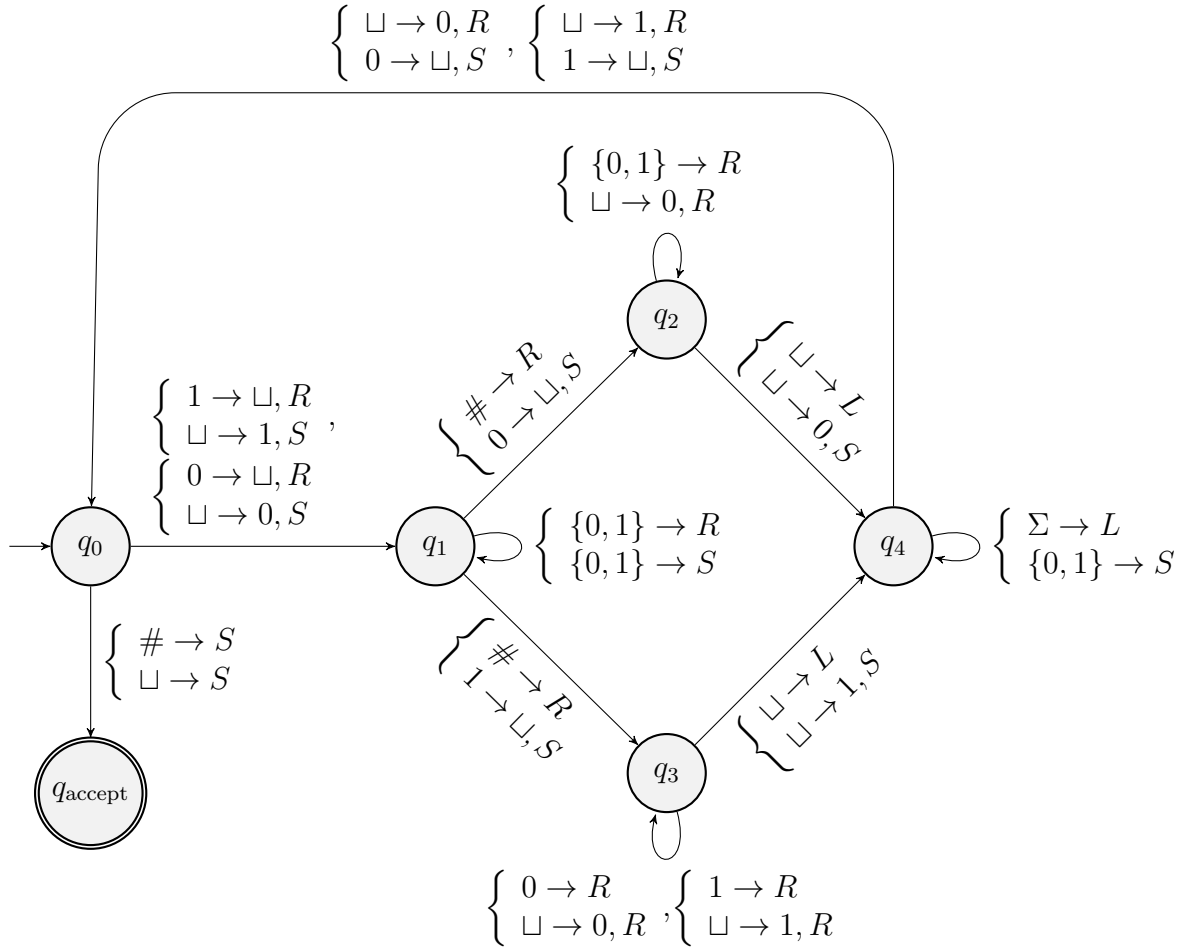 ⊔ → 0, R , ⊔ → 1, R
0 → ⊔, S 1 → ⊔, S
{0, 1} → R
⊔ → 0, R
q2
# → R
0 → ⊔, S
⊔ → L
⊔ → 0, S
1 → ⊔, R
⊔ → 1, S ,
0 → ⊔, R
⊔ → 0, S
q0
q1
{0, 1} → R
{0, 1} → S
q4
Σ → L
{0, 1} → S
# → S
⊔ → S
# → R
1 → ⊔, S
⊔ → L
⊔ → 1, S
q3
qaccept
0 → R , 1 → R
⊔ → 0, R ⊔ → 1, R